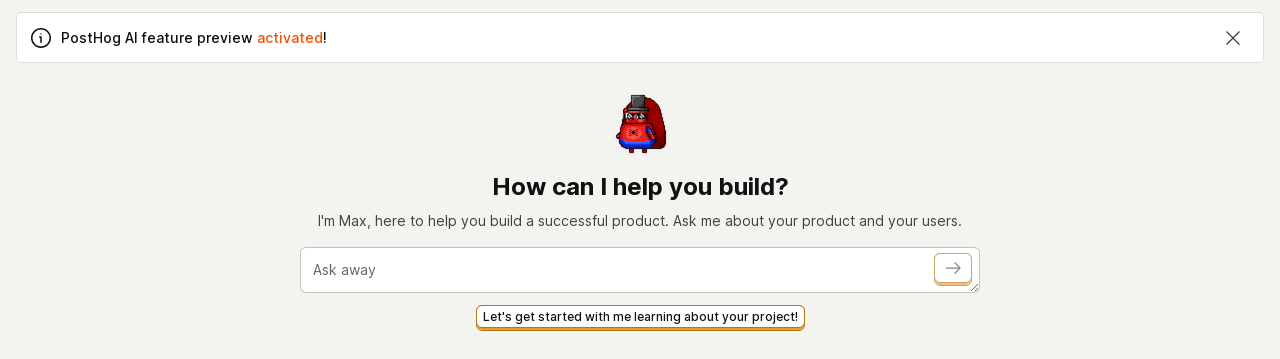 PostHog AI feature preview activated!
How can I help you build?
I'm Max, here to help you build a successful product. Ask me about your product and your users.
Ask away
Let's get started with me learning about your project!